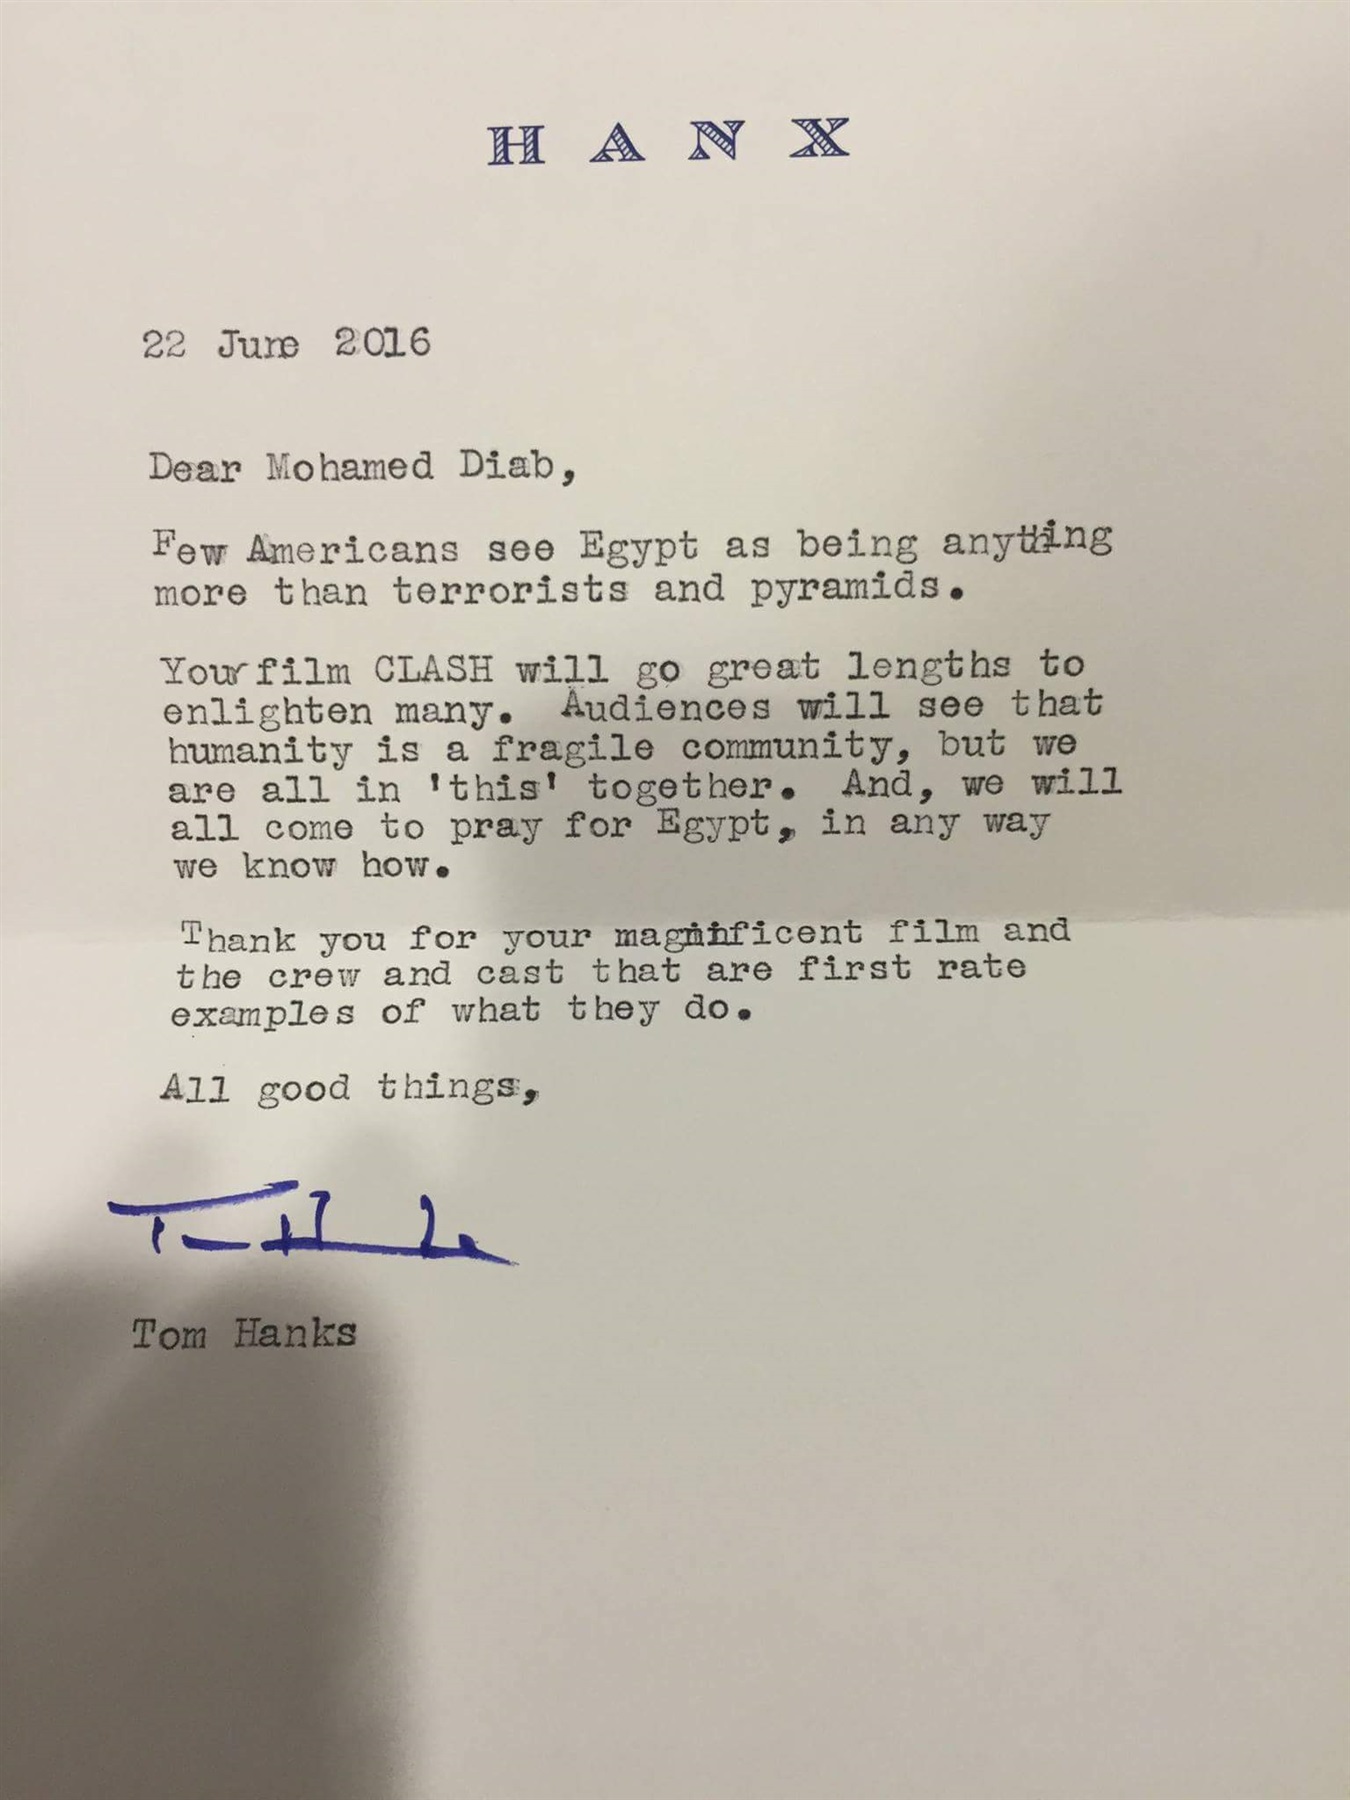 HANX
22 June 2016
Dear Mohamed Diab,
Few Americans see Egypt as being anything
more than terrorists and pyramids.
Your film CLASH will go great lengths to
enlighten many. Audiences will see that
humanity is a fragile community, but we
are all in 'this' together. And, we will
all come to pray for Egypt, in any way
we know how.
Thank you for your magnificent film and
the crew and cast that are first rate
examples of what they do.
All good things,
Tom Hanks
Tom Hanks